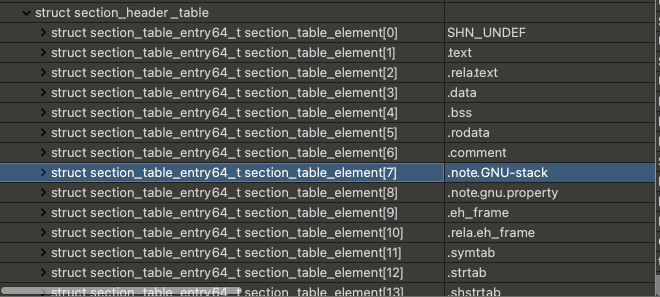 struct section_header_table
struct section_table_entry64_t section_table_element[0] SHN_UNDEF
struct section_table_entry64_t section_table_element[1] .text
struct section_table_entry64_t section_table_element[2] .rela.text
struct section_table_entry64_t section_table_element[3] .data
struct section_table_entry64_t section_table_element[4] .bss
struct section_table_entry64_t section_table_element[5] .rodata
struct section_table_entry64_t section_table_element[6] .comment
struct section_table_entry64_t section_table_element[7] .note.GNU-stack
struct section_table_entry64_t section_table_element[8] .note.gnu.property
struct section_table_entry64_t section_table_element[9] .eh_frame
struct section_table_entry64_t section_table_element[10] .rela.eh_frame
struct section_table_entry64_t section_table_element[11] .symtab
struct section_table_entry64_t section_table_element[12] .strtab
struct section_table_entry64_t section_table_element[13] .shstrtab